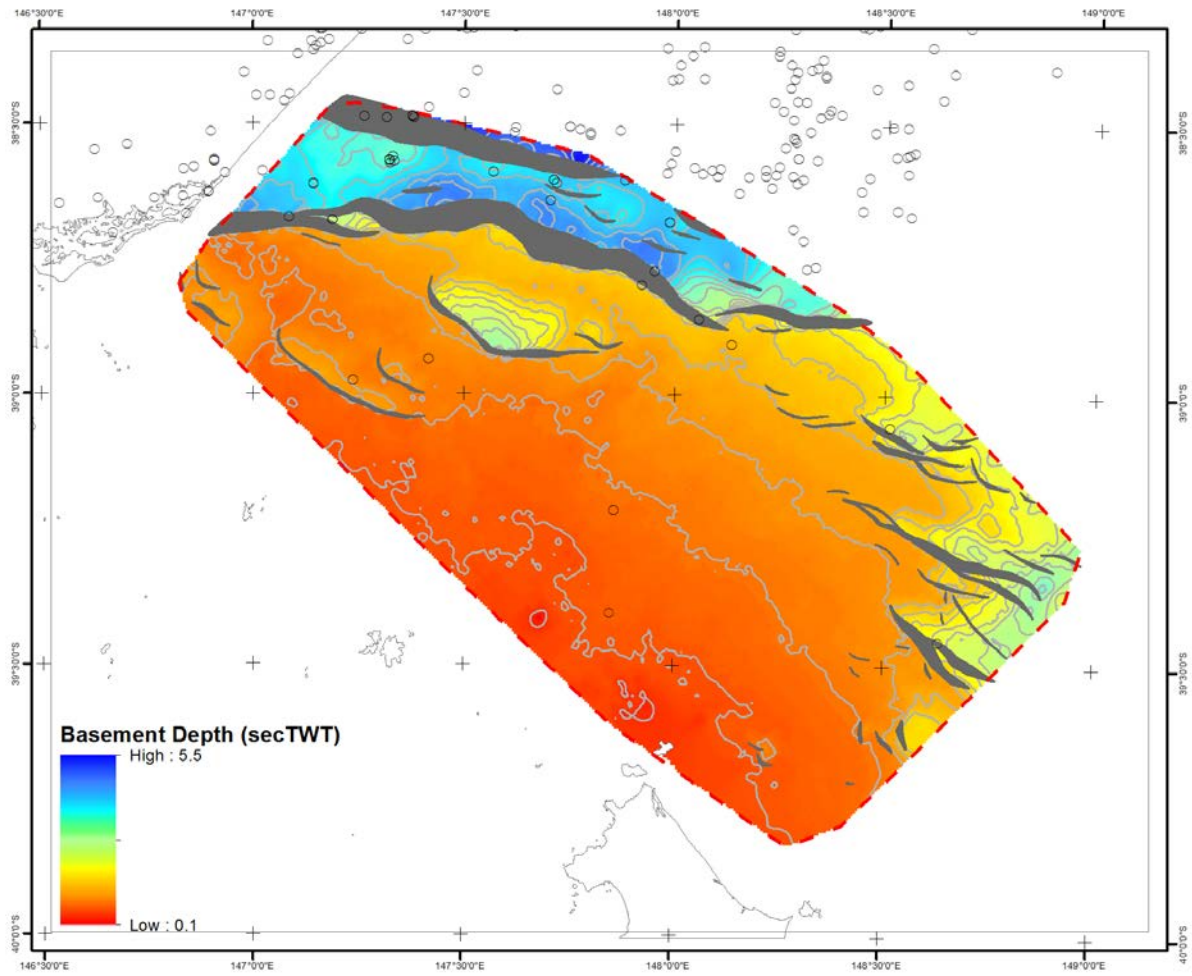 146°30'0"E 147°0'0"E 147°30'0"E 148°0'0"E 148°30'0"E 149°0'0"E
38°30'0"S 38°30'0"S
39°0'0"S 39°0'0"S
39°30'0"S 39°30'0"S
Basement Depth (secTWT)
High : 5.5
Low : 0.1
40°0'0"S 40°0'0"S
146°30'0"E 147°0'0"E 147°30'0"E 148°0'0"E 148°30'0"E 149°0'0"E